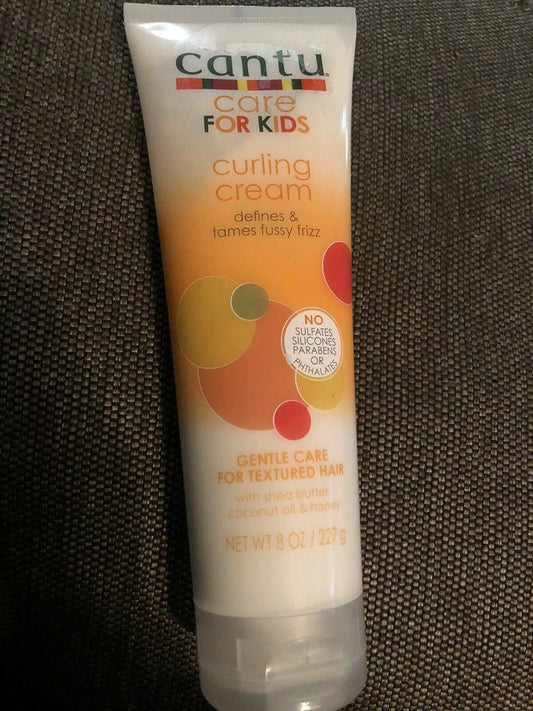 cantu
care
FOR KIDS
curling
cream
defines &
tames fussy frizz
NO
SULFATES
SILICONES
PARABENS
OR
PHTHALATES
GENTLE CARE
FOR TEXTURED HAIR
with shea butter,
coconut oil & honey
NET WT 8 OZ / 227 g